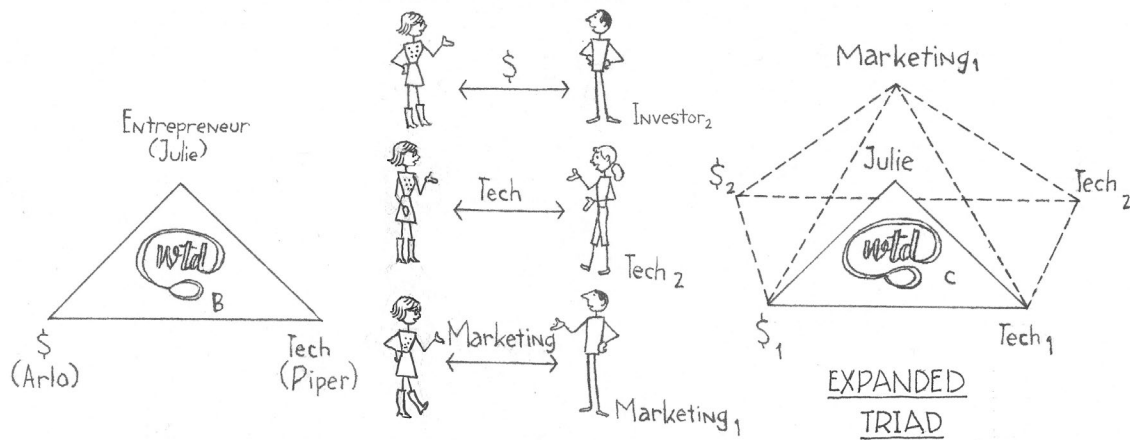 Entrepreneur
(Julie)
wtd
B
$
(Arlo)
Tech
(Piper)
$
Investor2
Tech
Tech 2
Marketing
Marketing1
Marketing1
Julie
$2
Tech2
wtd
C
$1
Tech1
EXPANDED
TRIAD